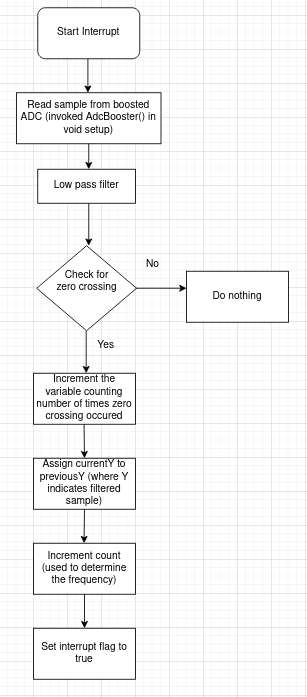 Start Interrupt
Read sample from boosted
ADC (invoked AdcBooster() in
void setup)
Low pass filter
Check for
zero crossing
No
Do nothing
Yes
Increment the
variable counting
number of times zero
crossing occured
Assign currentY to
previousY (where Y
indicates filtered
sample)
Increment count
(used to determine
the frequency)
Set interrupt flag to
true